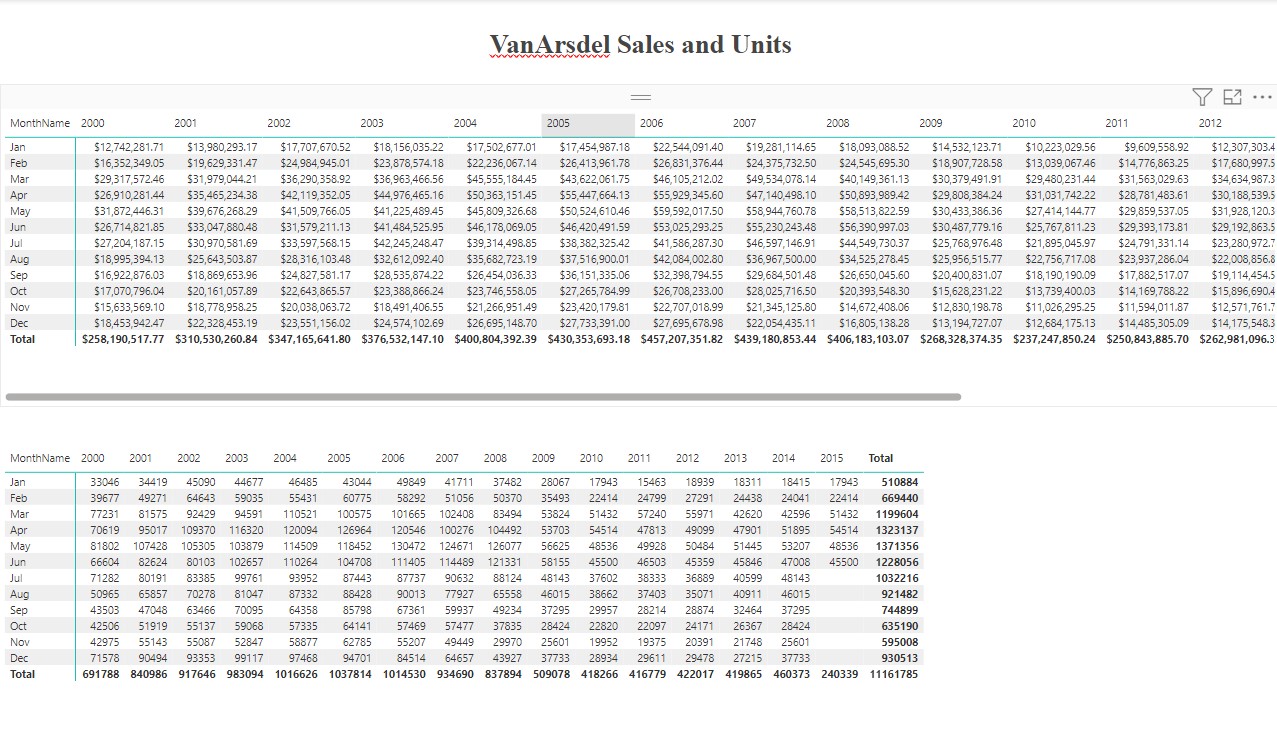 VanArsdel Sales and Units
MonthName 2000 2001 2002 2003 2004 2005 2006 2007 2008 2009 2010 2011 2012
Jan $12,742,281.71 $13,980,293.17 $17,707,670.52 $18,156,035.22 $17,502,677.01 $17,454,987.18 $22,544,091.40 $19,281,114.65 $18,093,088.52 $14,532,123.71 $10,223,029.56 $9,609,558.92 $12,307,303.4
Feb $16,352,349.05 $19,629,331.47 $24,984,945.01 $23,878,574.18 $22,236,067.14 $26,413,961.78 $26,831,376.44 $24,375,732.50 $24,545,695.30 $18,907,728.58 $13,039,067.46 $14,776,863.25 $17,680,997.5
Mar $29,317,572.46 $31,979,044.21 $36,290,358.92 $36,963,466.56 $45,555,184.45 $43,622,061.75 $46,105,212.02 $49,534,078.14 $40,149,361.13 $30,379,491.91 $29,480,231.44 $31,563,029.63 $34,634,987.3
Apr $26,910,281.44 $35,465,234.38 $42,119,352.05 $44,976,465.16 $50,363,151.45 $55,447,664.13 $55,929,345.60 $47,140,498.10 $50,893,989.42 $29,808,384.24 $31,031,742.22 $28,781,483.61 $30,188,539.5
May $31,872,446.31 $39,676,268.29 $41,509,766.05 $41,225,489.45 $45,809,326.68 $50,524,610.46 $59,592,017.50 $58,944,760.78 $58,513,822.59 $30,433,386.36 $27,414,144.77 $29,859,537.05 $31,928,120.3
Jun $26,714,821.85 $33,047,880.48 $31,579,211.13 $41,484,525.95 $46,178,069.05 $46,420,491.59 $53,025,293.25 $55,230,243.48 $56,390,997.03 $30,487,779.16 $25,767,811.23 $29,393,173.81 $29,192,863.5
Jul $27,204,187.15 $30,970,581.69 $33,597,568.15 $42,245,248.47 $39,314,498.85 $38,382,325.42 $41,586,287.30 $46,597,146.91 $44,549,730.37 $25,768,976.48 $21,895,045.97 $24,791,331.14 $23,280,972.7
Aug $18,995,394.13 $25,643,503.87 $28,316,103.48 $32,612,092.40 $35,682,723.19 $37,516,900.01 $42,084,002.80 $36,967,500.00 $34,525,278.45 $25,956,515.77 $22,756,717.08 $23,937,286.04 $22,008,856.8
Sep $16,922,876.03 $18,869,653.96 $24,827,581.17 $28,535,874.22 $26,454,036.33 $36,151,335.06 $32,398,794.55 $29,684,501.48 $26,650,045.60 $20,400,831.07 $18,190,190.09 $17,882,517.07 $19,114,454.5
Oct $17,070,796.04 $20,161,057.89 $22,643,865.57 $23,388,866.24 $23,746,558.05 $27,265,784.99 $26,708,233.00 $28,025,716.50 $20,393,548.30 $15,628,231.22 $13,739,400.03 $14,169,788.22 $15,896,690.4
Nov $15,633,569.10 $18,778,958.25 $20,038,063.72 $18,491,406.55 $21,266,951.49 $23,420,179.81 $22,707,018.99 $21,345,125.80 $14,672,408.06 $12,830,198.78 $11,026,295.25 $11,594,011.87 $12,571,761.7
Dec $18,453,942.47 $22,328,453.19 $23,551,156.02 $24,574,102.69 $26,695,148.70 $27,733,391.00 $27,695,678.98 $22,054,435.11 $16,805,138.28 $13,194,727.07 $12,684,175.13 $14,485,305.09 $14,175,548.3
Total $258,190,517.77 $310,530,260.84 $347,165,641.80 $376,532,147.10 $400,804,392.39 $430,353,693.18 $457,207,351.82 $439,180,853.44 $406,183,103.07 $268,328,374.35 $237,247,850.24 $250,843,885.70 $262,981,096.3
MonthName 2000 2001 2002 2003 2004 2005 2006 2007 2008 2009 2010 2011 2012 2013 2014 2015 Total
Jan 33046 34419 45090 44677 46485 43044 49849 41711 37482 28067 17943 15463 18939 18311 18415 17943 510884
Feb 39677 49271 64643 59035 55431 60775 58292 51056 50370 35493 22414 24799 27291 24438 24041 22414 669440
Mar 77231 81575 92429 94591 110521 100575 101665 102408 83494 53824 51432 57240 55971 42620 42596 51432 1199604
Apr 70619 95017 109370 116320 120094 126964 120546 100276 104492 53703 54514 47813 49099 47901 51895 54514 1323137
May 81802 107428 105305 103879 114509 118452 130472 124671 126077 56625 48536 49928 50484 51445 53207 48536 1371356
Jun 66604 82624 80103 102657 110264 104708 111405 114489 121331 58155 45500 46503 45359 45846 47008 45500 1228056
Jul 71282 80191 83385 99761 93952 87443 87737 90632 88124 48143 37602 38333 36889 40599 48143 1032216
Aug 50965 65857 70278 81047 87332 88428 90013 77927 65558 46015 38662 37403 35071 40911 46015 921482
Sep 43503 47048 63466 70095 64358 85798 67361 59937 49234 37295 29957 28214 28874 32464 37295 744899
Oct 42506 51919 55137 59068 57335 64141 57469 57477 37835 28424 22820 22097 24171 26367 28424 635190
Nov 42975 55143 55087 52847 58877 62785 55207 49449 29970 25601 19952 19375 20391 21748 25601 595008
Dec 71578 90494 93353 99117 97468 94701 84514 64657 43927 37733 28934 29611 29478 27215 37733 930513
Total 691788 840986 917646 983094 1016626 1037814 1014530 934690 837894 509078 418266 416779 422017 419865 460373 240339 11161785